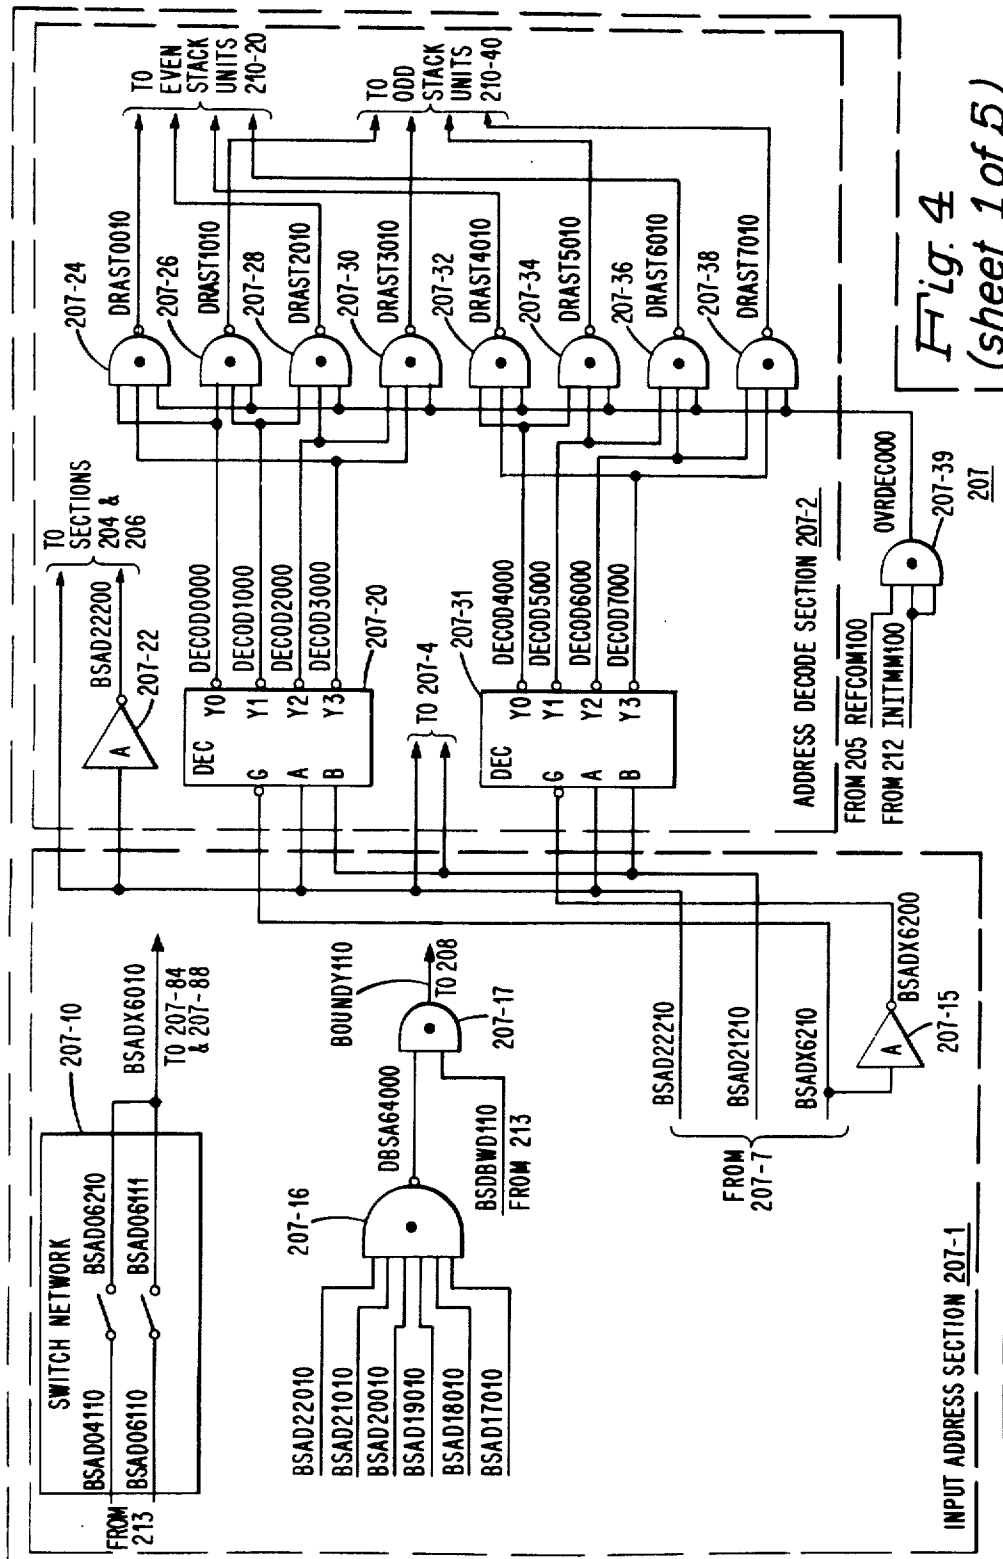 SWITCH NETWORK
207-10
BSAD04110
BSAD06210
BSAD06110
BSAD06111
FROM
213
BSADX6010
TO 207-84
& 207-88
207-16
BSAD22010
BSAD21010
BSAD20010
BSAD19010
BSAD18010
BSAD17010
DBSA64000
BSDBWD110
FROM 213
BOUNDY110
TO 208
207-17
FROM
207-7
BSAD22210
BSAD21210
BSADX6210
BSADX6200
207-15
A
INPUT ADDRESS SECTION 207-1
TO
SECTIONS
204 &
206
BSAD22200
207-22
A
DEC
G
A
B
Y0
Y1
Y2
Y3
207-20
DECOD0000
DECOD1000
DECOD2000
DECOD3000
TO 207-4
DEC
G
A
B
Y0
Y1
Y2
Y3
207-31
DECOD4000
DECOD5000
DECOD6000
DECOD7000
207-24
DRAST0010
207-26
DRAST1010
207-28
DRAST2010
207-30
DRAST3010
207-32
DRAST4010
207-34
DRAST5010
207-36
DRAST6010
207-38
DRAST7010
TO
EVEN
STACK
UNITS
210-20
TO
ODD
STACK
UNITS
210-40
ADDRESS DECODE SECTION 207-2
FROM 205 REFCOM100
FROM 212 INITMM100
OVRDEC000
207-39
207
Fig. 4
(sheet 1 of 5)